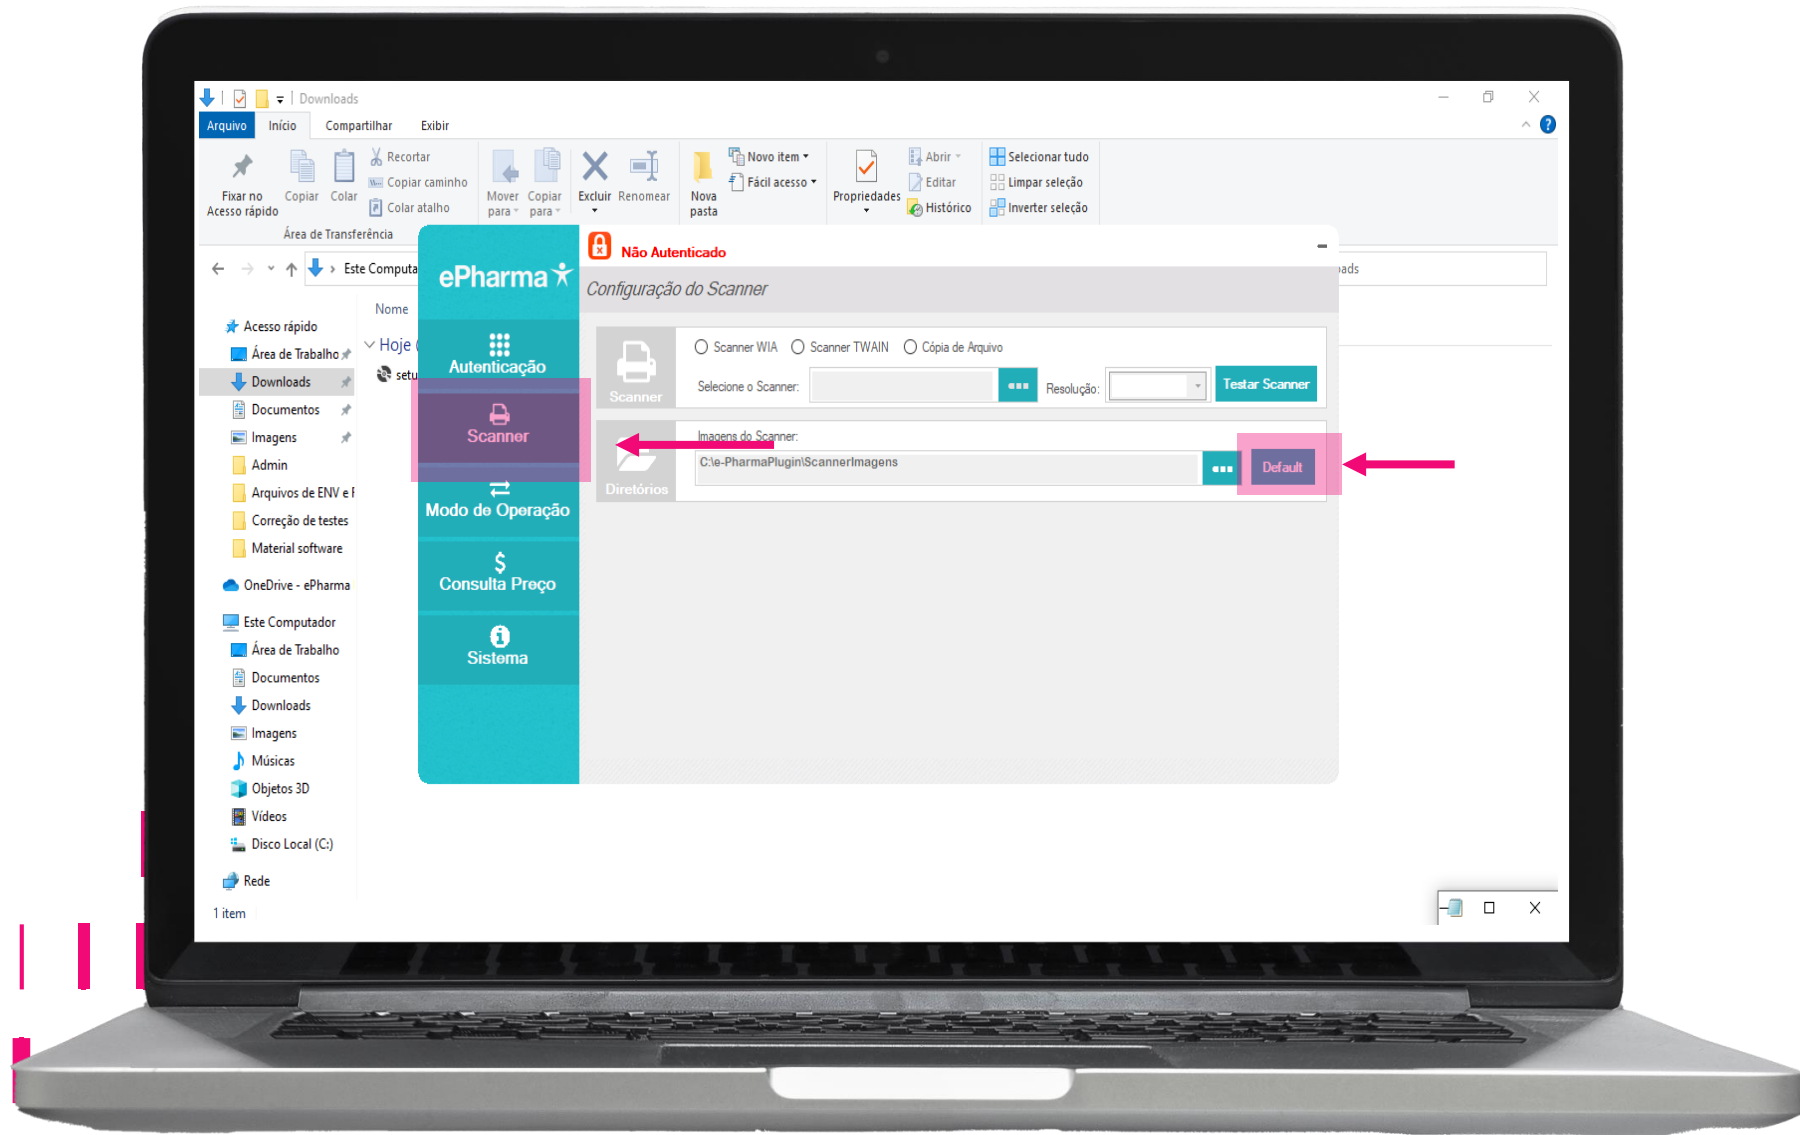 Downloads
Arquivo Início Compartilhar Exibir
Fixar no Acesso rápido
Copiar
Colar
Recortar
Copiar caminho
Colar atalho
Área de Transferência
Mover para
Copiar para
Excluir
Renomear
Nova pasta
Novo item
Fácil acesso
Propriedades
Abrir
Editar
Histórico
Selecionar tudo
Limpar seleção
Inverter seleção
Este Computa
ads
Nome
Hoje (
setu
Acesso rápido
Área de Trabalho
Downloads
Documentos
Imagens
Admin
Arquivos de ENV e
Correção de testes
Material software
OneDrive - ePharma
Este Computador
Área de Trabalho
Documentos
Downloads
Imagens
Músicas
Objetos 3D
Vídeos
Disco Local (C:)
Rede
1 item
ePharma
Autenticação
Scanner
Modo de Operação
Consulta Preço
Sistema
Não Autenticado
Configuração do Scanner
Scanner
Scanner WIA Scanner TWAIN Cópia de Arquivo
Selecione o Scanner: Resolução: Testar Scanner
Diretórios
Imagens do Scanner:
C:\e-PharmaPlugin\ScannerImagens
Default